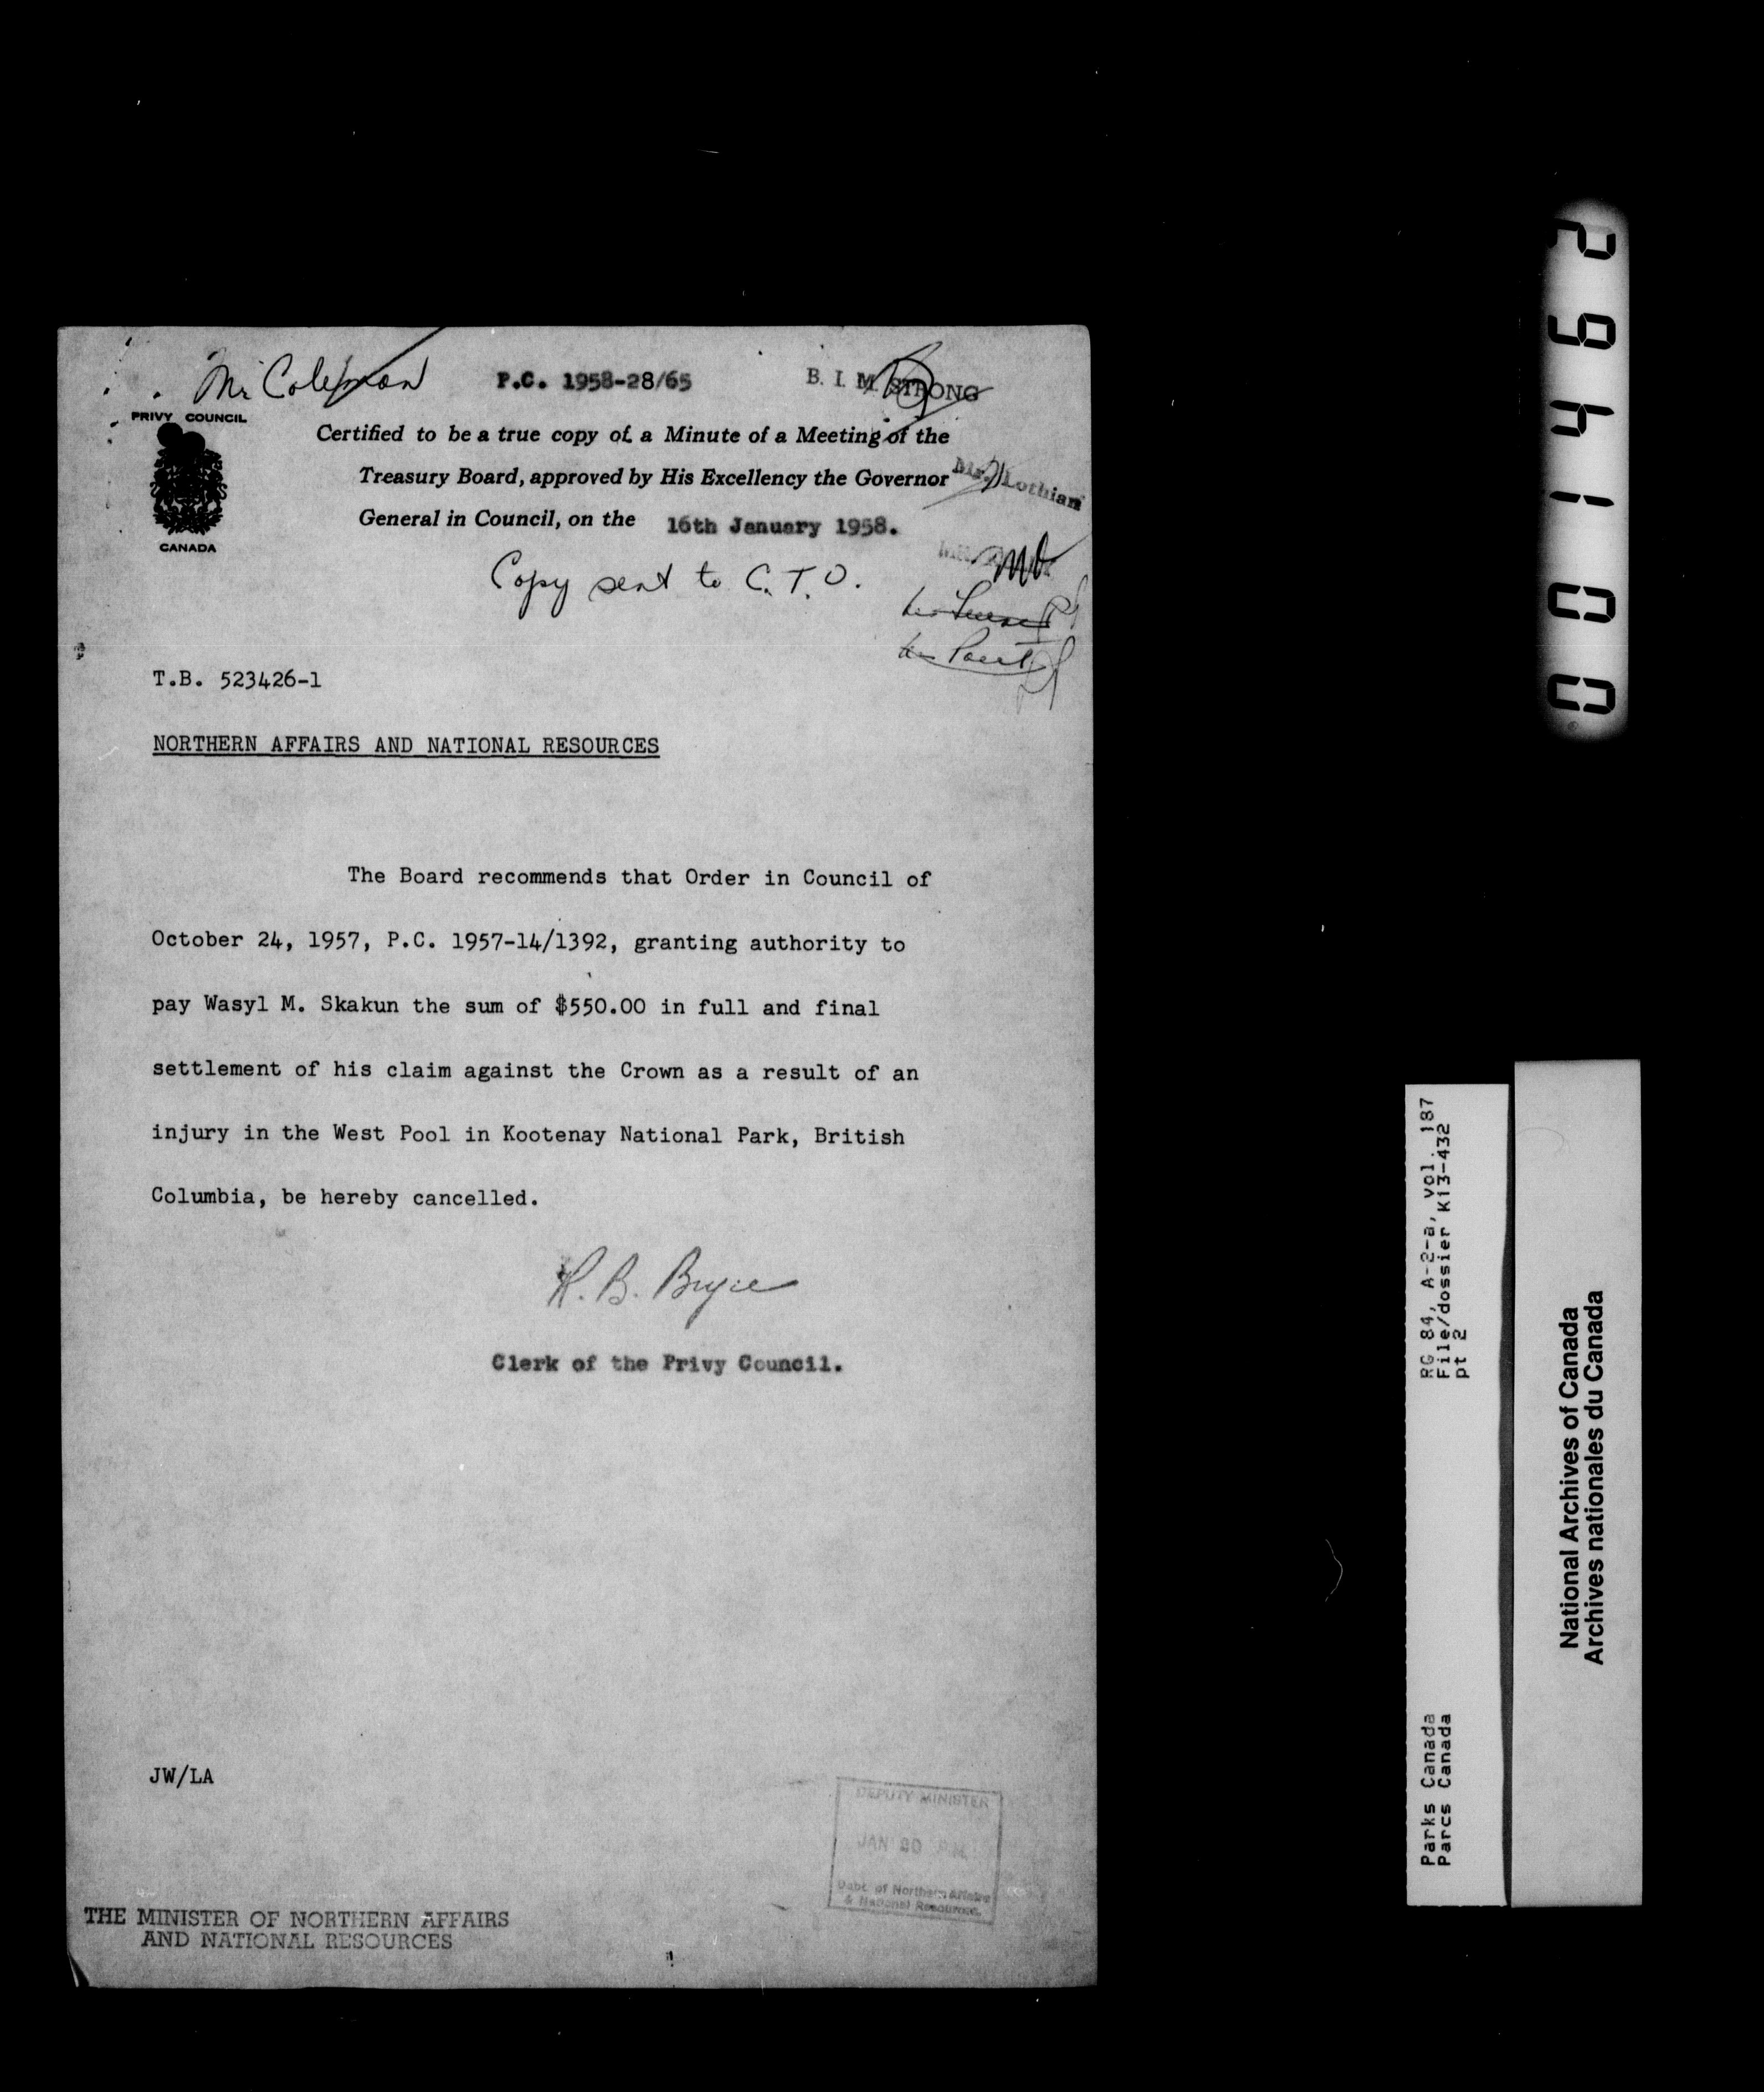 Mr Coleman
P.C. 1958-28/65
B. I. M. STRONG
PRIVY COUNCIL
CANADA
Certified to be a true copy of a Minute of a Meeting of the
Treasury Board, approved by His Excellency the Governor
General in Council, on the 16th January 1958.
Mr. Lothian
Copy sent to C.T.O.
T.B. 523426-1
NORTHERN AFFAIRS AND NATIONAL RESOURCES
The Board recommends that Order in Council of
October 24, 1957, P.C. 1957-14/1392, granting authority to
pay Wasyl M. Skakun the sum of $550.00 in full and final
settlement of his claim against the Crown as a result of an
injury in the West Pool in Kootenay National Park, British
Columbia, be hereby cancelled.
R. B. Bryce
Clerk of the Privy Council.
JW/LA
DEPUTY MINISTER
JAN 20 P.M.
Dept. of Northern Affairs
& National Resources.
THE MINISTER OF NORTHERN AFFAIRS
AND NATIONAL RESOURCES
001462
RG 84, A-2-a, vol. 187
File/dossier K13-432
pt 2
Parks Canada
Parcs Canada
National Archives of Canada
Archives nationales du Canada